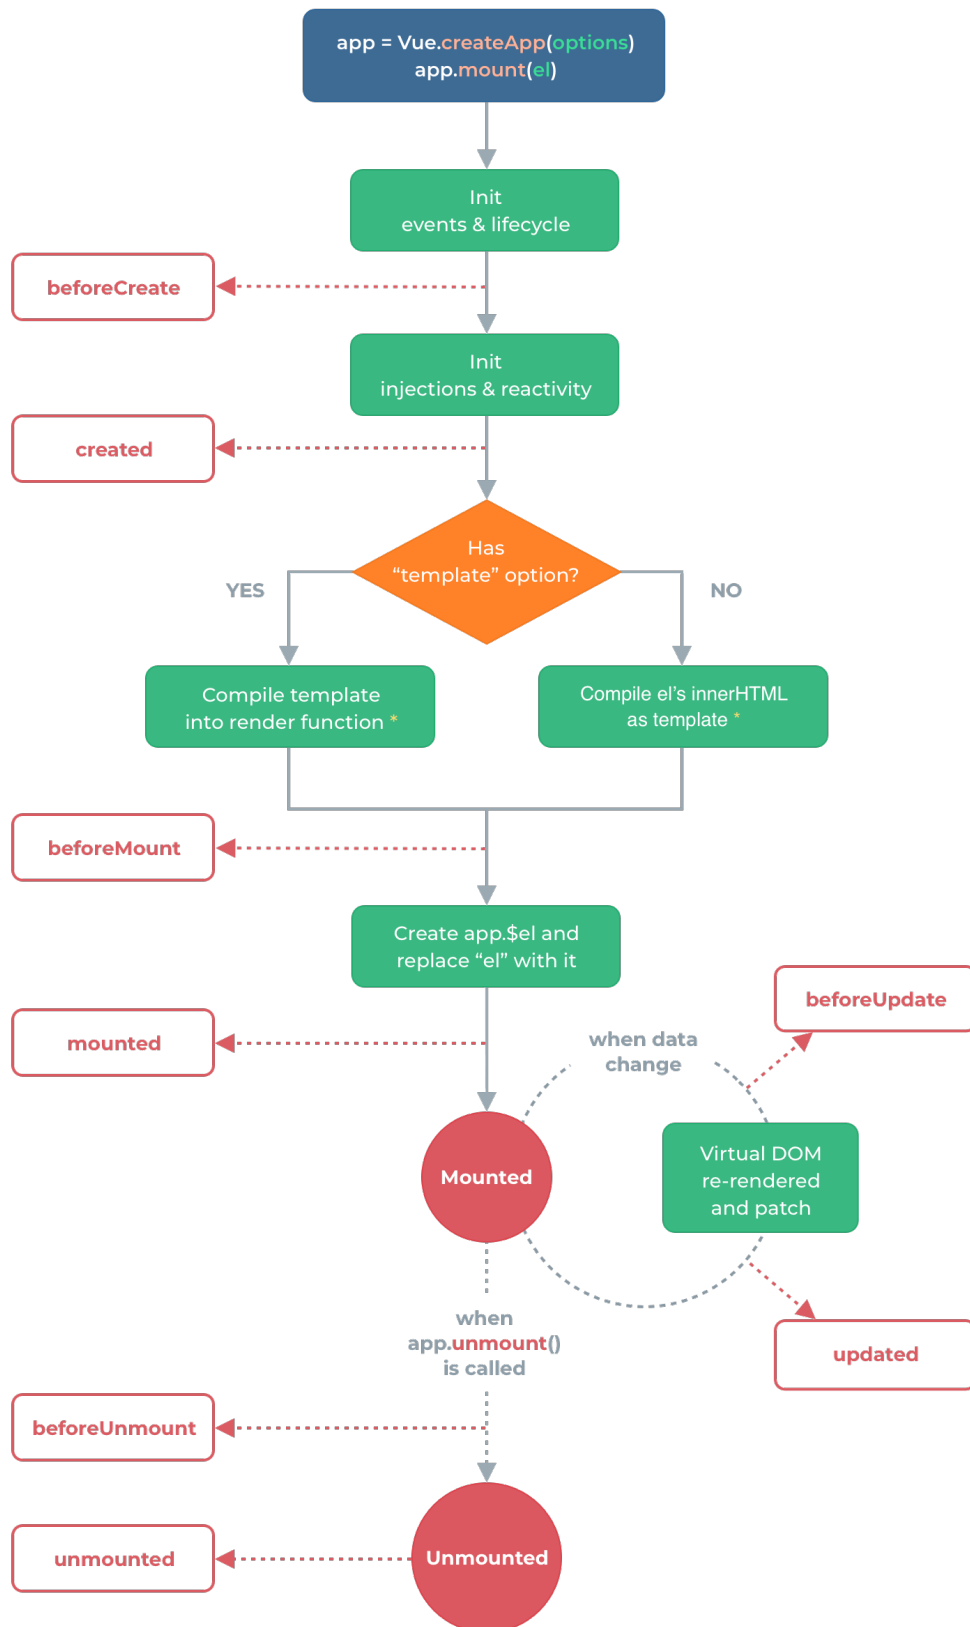 app = Vue.createApp(options)
app.mount(el)
Init
events & lifecycle
beforeCreate
Init
injections & reactivity
created
Has
“template” option?
YES
NO
Compile template
into render function *
Compile el’s innerHTML
as template *
beforeMount
Create app.$el and
replace “el” with it
beforeUpdate
mounted
when data
change
Mounted
Virtual DOM
re-rendered
and patch
when
app.unmount()
is called
updated
beforeUnmount
unmounted
Unmounted